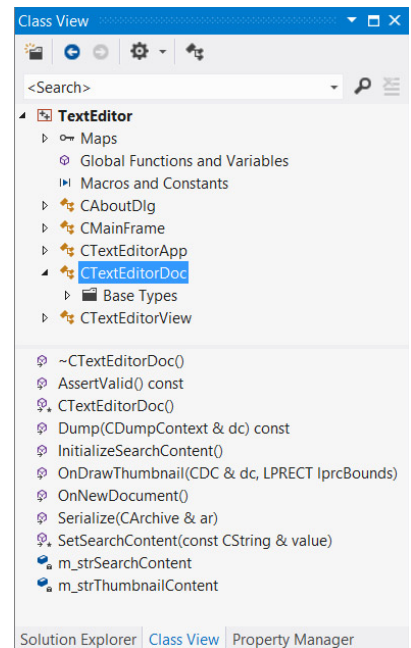 Class View
<Search>
TextEditor
Maps
Global Functions and Variables
Macros and Constants
CAboutDlg
CMainFrame
CTextEditorApp
CTextEditorDoc
Base Types
CTextEditorView
~CTextEditorDoc()
AssertValid() const
CTextEditorDoc()
Dump(CDumpContext & dc) const
InitializeSearchContent()
OnDrawThumbnail(CDC & dc, LPRECT lprcBounds)
OnNewDocument()
Serialize(CArchive & ar)
SetSearchContent(const CString & value)
m_strSearchContent
m_strThumbnailContent
Solution Explorer Class View Property Manager